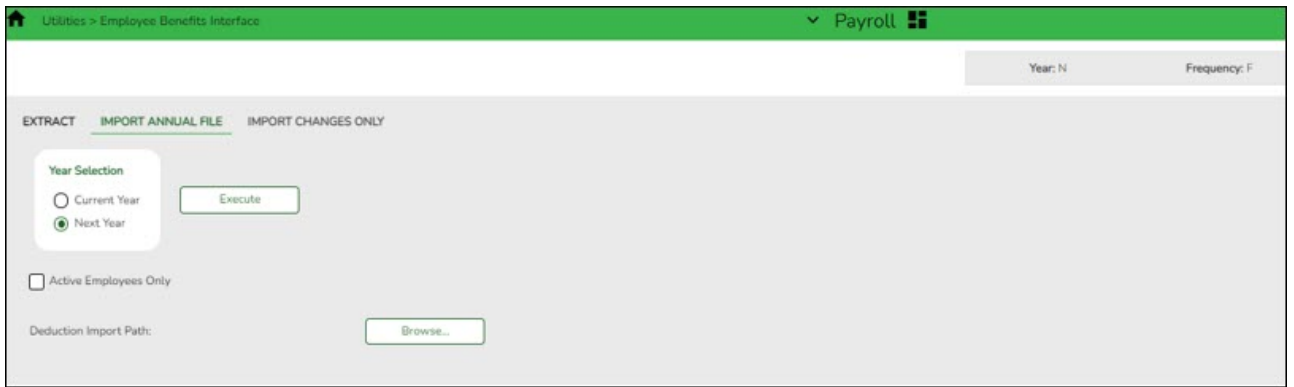 Utilities > Employee Benefits Interface
Payroll
Year: N Frequency: F
EXTRACT IMPORT ANNUAL FILE IMPORT CHANGES ONLY
Year Selection
Current Year
Execute
Next Year
Active Employees Only
Deduction Import Path: Browse...